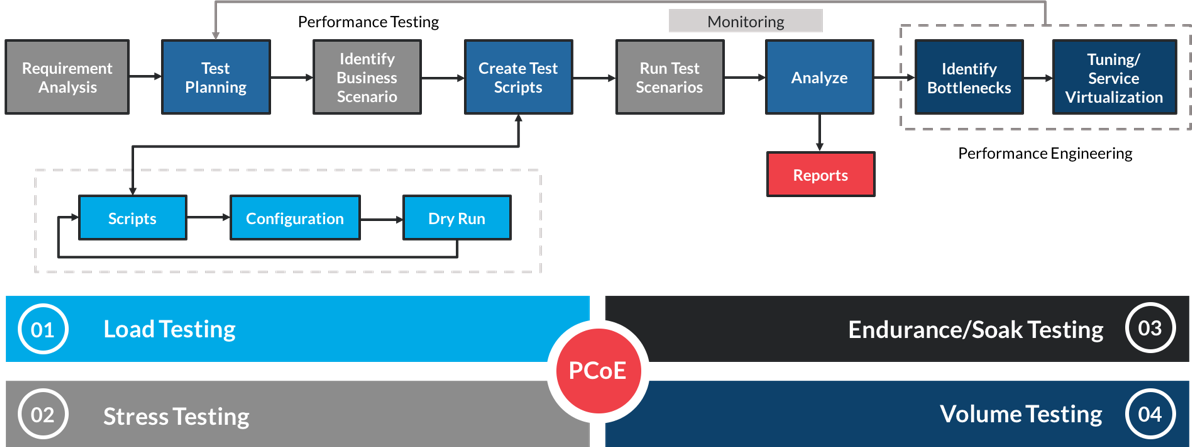 Performance Testing
Monitoring
Requirement
Analysis
Test
Planning
Identify
Business
Scenario
Create Test
Scripts
Run Test
Scenarios
Analyze
Identify
Bottlenecks
Tuning/
Service
Virtualization
Performance Engineering
Reports
Scripts
Configuration
Dry Run
01
Load Testing
Endurance/Soak Testing
03
PCoE
02
Stress Testing
Volume Testing
04